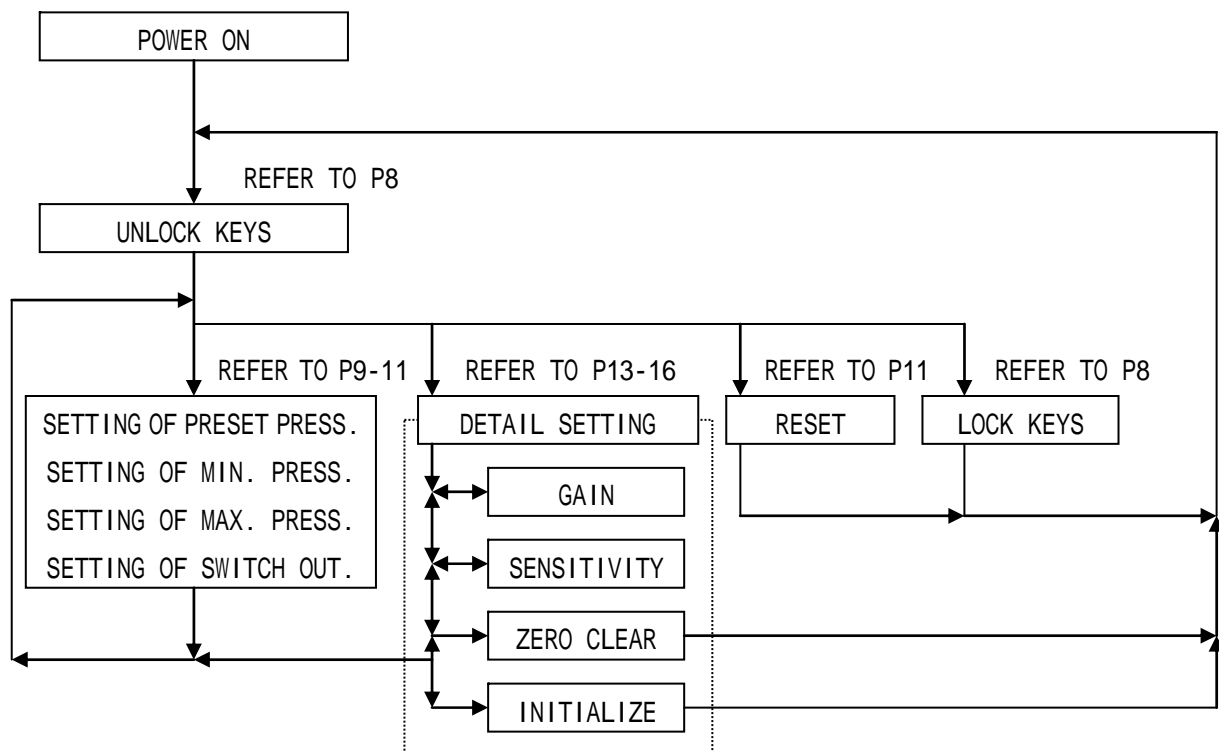 POWER ON
REFER TO P8
UNLOCK KEYS
REFER TO P9-11
REFER TO P13-16
REFER TO P11
REFER TO P8
SETTING OF PRESET PRESS.
SETTING OF MIN. PRESS.
SETTING OF MAX. PRESS.
SETTING OF SWITCH OUT.
DETAIL SETTING
RESET
LOCK KEYS
GAIN
SENSITIVITY
ZERO CLEAR
INITIALIZE